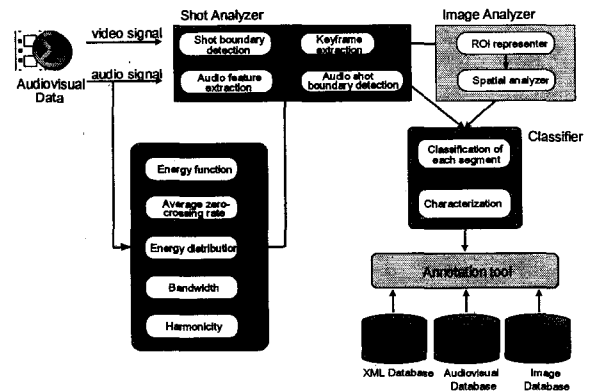 Shot Analyzer
Image Analyzer
video signal
audio signal
Audiovisual
Data
Shot boundary
detection
Keyframe
extraction
Audio feature
extraction
Audio shot
boundary detection
ROI representer
Spatial analyzer
Classifier
Classification of
each segment
Characterization
Energy function
Average zero-
crossing rate
Energy distribution
Bandwidth
Harmonicity
Annotation tool
XML Database
Audiovisual
Database
Image
Database